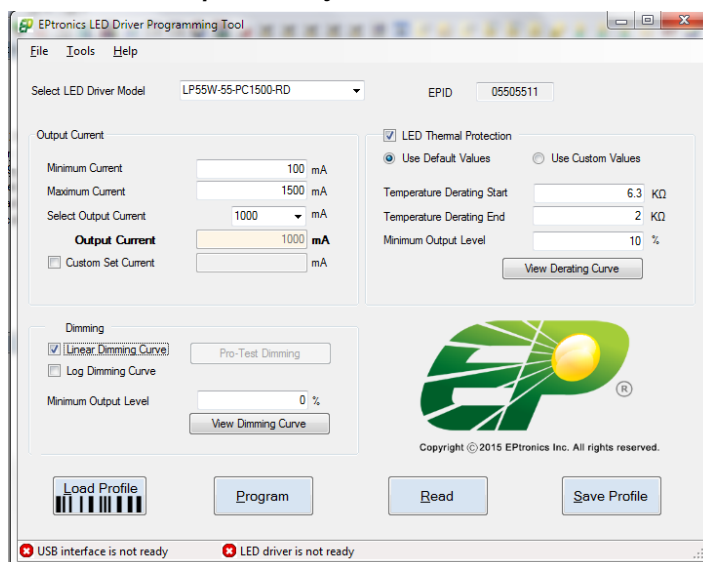 EPtronics LED Driver Programming Tool
File Tools Help
Select LED Driver Model LP55W-55-PC1500-RD EPID 05505511
Output Current
Minimum Current 100 mA
Maximum Current 1500 mA
Select Output Current 1000 mA
Output Current 1000 mA
Custom Set Current mA
LED Thermal Protection
Use Default Values Use Custom Values
Temperature Derating Start 6.3 KΩ
Temperature Derating End 2 KΩ
Minimum Output Level 10 %
View Derating Curve
Dimming
Linear Dimming Curve Pro-Test Dimming
Log Dimming Curve
Minimum Output Level 0 %
View Dimming Curve
EP ®
Copyright ©2015 EPtronics Inc. All rights reserved.
Load Profile Program Read Save Profile
USB interface is not ready LED driver is not ready